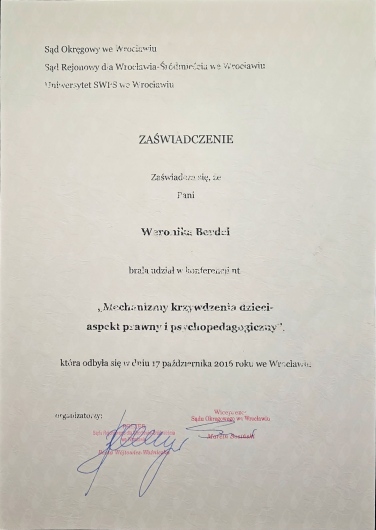 Sąd Okręgowy we Wrocławiu
Sąd Rejonowy dla Wrocławia-Śródmieścia we Wrocławiu
Uniwersytet SWPS we Wrocławiu
ZAŚWIADCZENIE
Zaświadcza się, że
Pani
Weronika
brała udział w konferencji nt.
„Mechanizmy krzywdzenia dzieci-
aspekt prawny i psychopedagogiczny”,
która odbyła się w dniu 17 października 2016 roku we Wrocławiu
organizatorzy:
Sądu Okręgowego we Wrocławiu